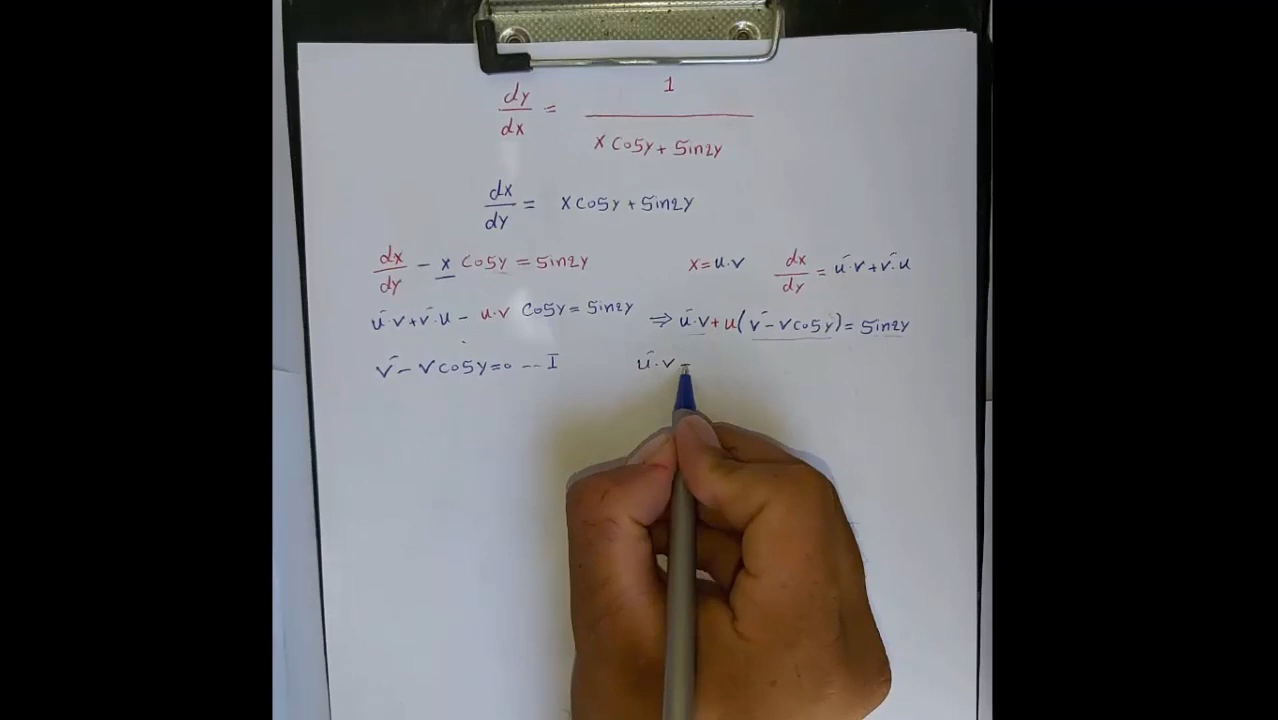 dy/dx = 1/(x cosy + sin2y)
dx/dy = x cosy + sin2y
dx/dy - x cosy = sin2y    x = u·v    dx/dy = u̅·v + v̅·u
u̅·v + v̅·u - u·v cosy = sin2y ⇒ u̅·v + u(v̅ - v cosy) = sin2y
v̅ - v cosy = 0 --- I    u̅·v =